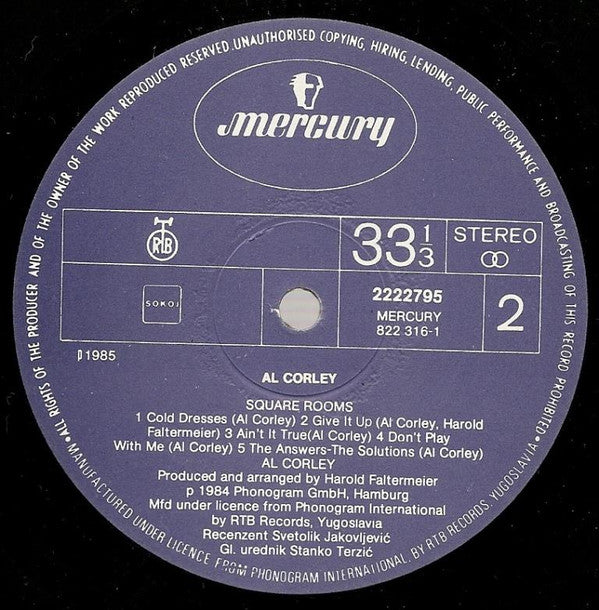 • ALL RIGHTS OF THE PRODUCER AND OF THE OWNER OF THE WORK REPRODUCED RESERVED. UNAUTHORISED COPYING, HIRING, LENDING, PUBLIC PERFORMANCE AND BROADCASTING OF THIS RECORD PROHIBITED •
mercury
RTB
33 1/3
STEREO
SOKOJ
2222795
MERCURY
822 316-1
2
p 1985
AL CORLEY
SQUARE ROOMS
1 Cold Dresses (Al Corley) 2 Give It Up (Al Corley, Harold
Faltermeier) 3 Ain't It True(Al Corley) 4 Don't Play
With Me (Al Corley) 5 The Answers-The Solutions (Al Corley)
AL CORLEY
Produced and arranged by Harold Faltermeier
p 1984 Phonogram GmbH, Hamburg
Mfd under licence from Phonogram International
by RTB Records, Yugoslavia
Recenzent Svetolik Jakovljević
Gl. urednik Stanko Terzić
MANUFACTURED UNDER LICENCE FROM PHONOGRAM INTERNATIONAL. BY RTB RECORDS. YUGOSLAVIA •